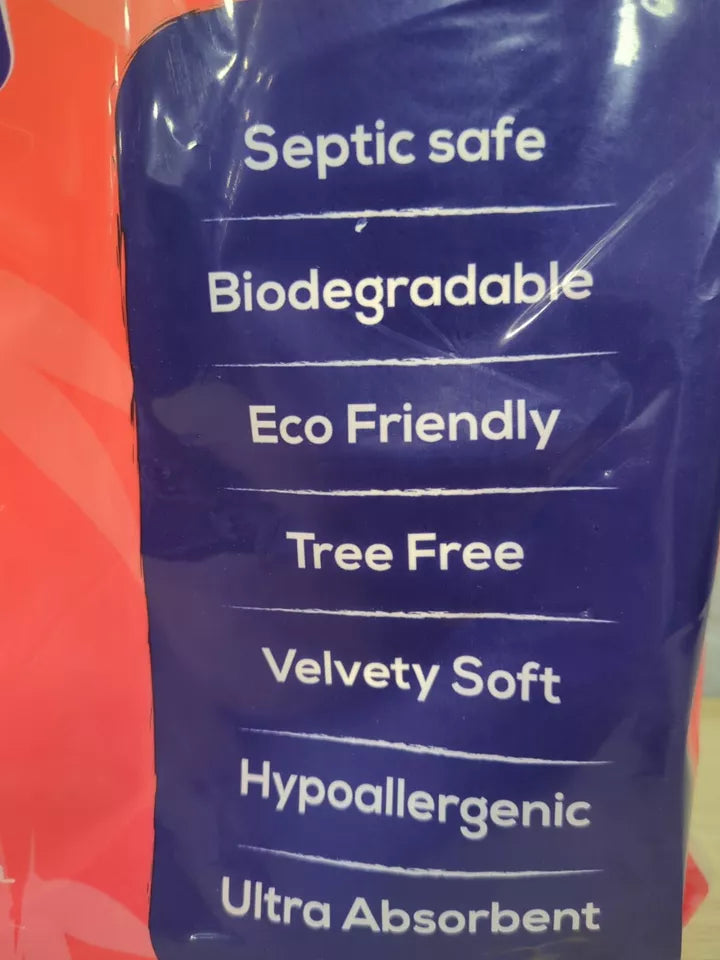 Septic safe
Biodegradable
Eco Friendly
Tree Free
Velvety Soft
Hypoallergenic
Ultra Absorbent